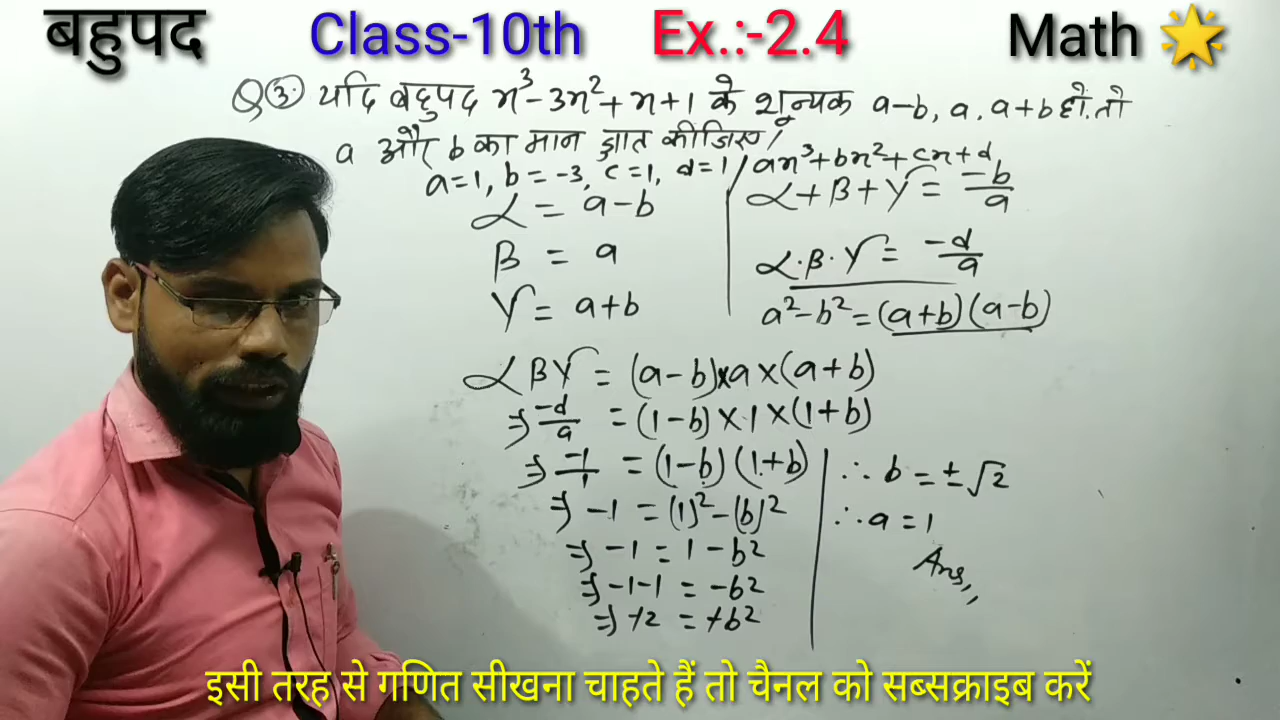 बहुपद Class-10th Ex.:-2.4 Math
Q③. यदि बहुपद x³-3x²+x+1 के शून्यक a-b, a, a+b हों, तो
a और b का मान ज्ञात कीजिए।
a=1, b=-3, c=1, d=1
ax³+bx²+cx+d
α = a-b
β = a
γ = a+b
α+β+γ = -b/a
α.β.γ = -d/a
a²-b² = (a+b)(a-b)
αβγ = (a-b)×a×(a+b)
⇒ -d/a = (1-b)×1×(1+b)
⇒ -1/1 = (1-b)(1+b)
⇒ -1 = (1)²-(b)²
⇒ -1 = 1-b²
⇒ -1-1 = -b²
⇒ +2 = +b²
∴ b = ±√2
∴ a = 1
Ans,,
इसी तरह से गणित सीखना चाहते हैं तो चैनल को सब्सक्राइब करें